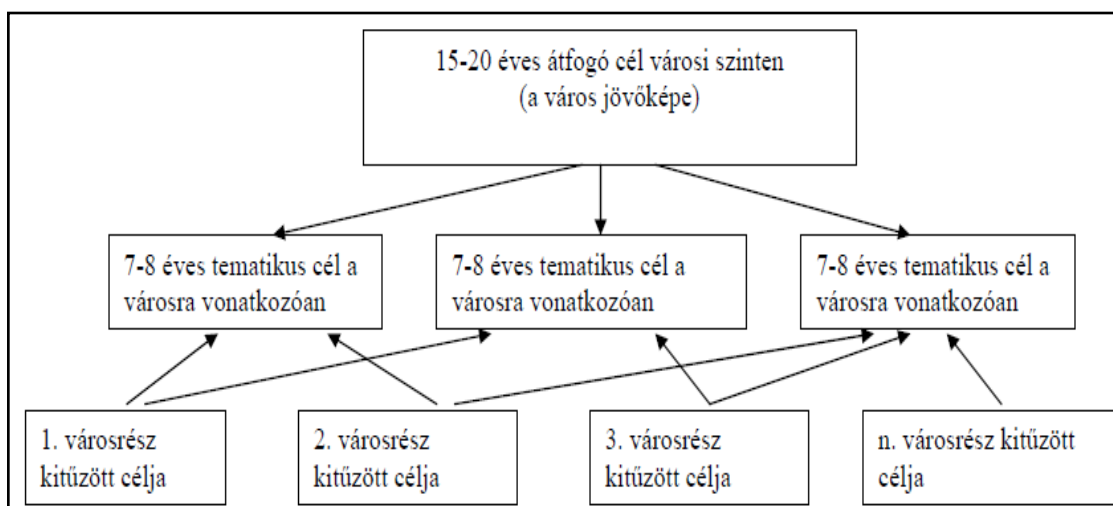 15-20 éves átfogó cél városi szinten
(a város jövőképe)
7-8 éves tematikus cél a
városra vonatkozóan
7-8 éves tematikus cél a
városra vonatkozóan
7-8 éves tematikus cél a
városra vonatkozóan
1. városrész
kitűzött célja
2. városrész
kitűzött célja
3. városrész
kitűzött célja
n. városrész kitűzött
célja